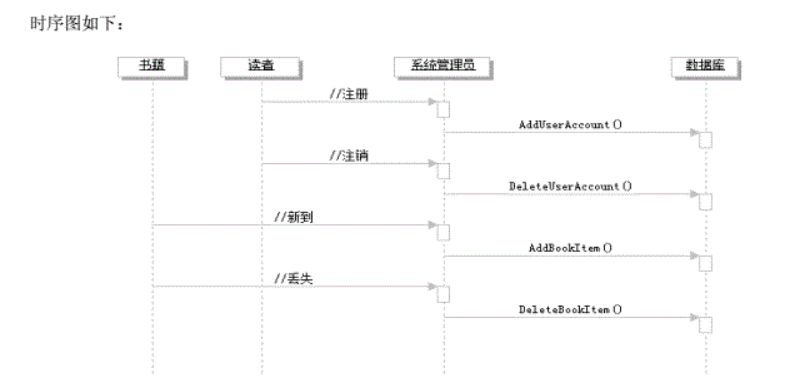 时序图如下：
书籍 读者 系统管理员 数据库
//注册
AddUserAccount()
//注销
DeleteUserAccount()
//新到
AddBookItem()
//丢失
DeleteBookItem()